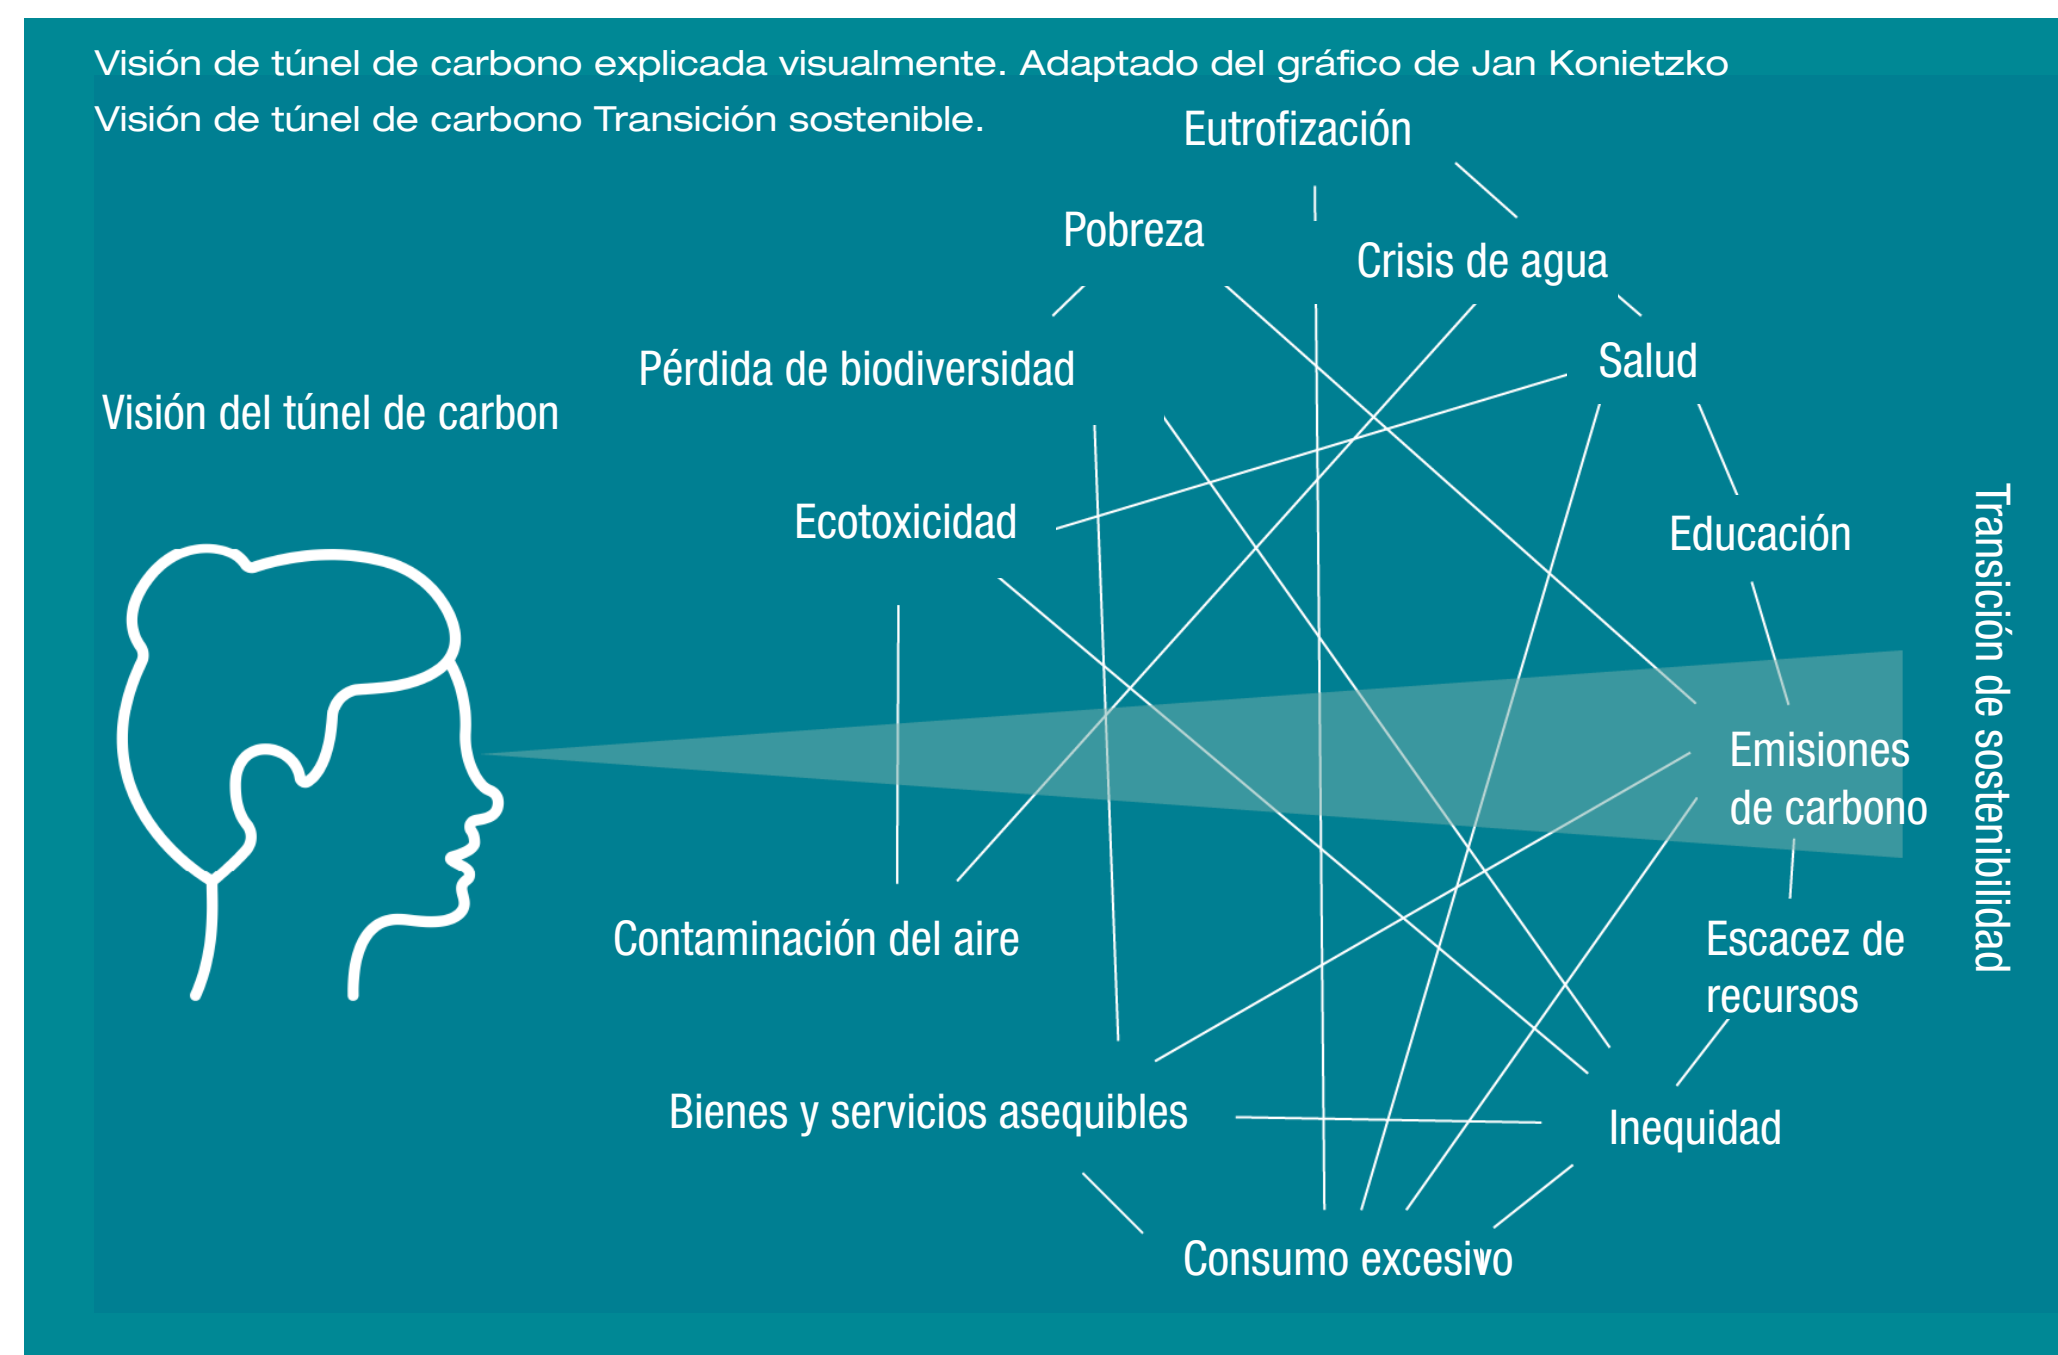 Visión de túnel de carbono explicada visualmente. Adaptado del gráfico de Jan Konietzko
Visión de túnel de carbono Transición sostenible.
Eutrofización
Pobreza
Crisis de agua
Pérdida de biodiversidad
Salud
Visión del túnel de carbon
Ecotoxicidad
Educación
Transición de sostenibilidad
Emisiones
de carbono
Contaminación del aire
Escacez de
recursos
Bienes y servicios asequibles
Inequidad
Consumo excesivo